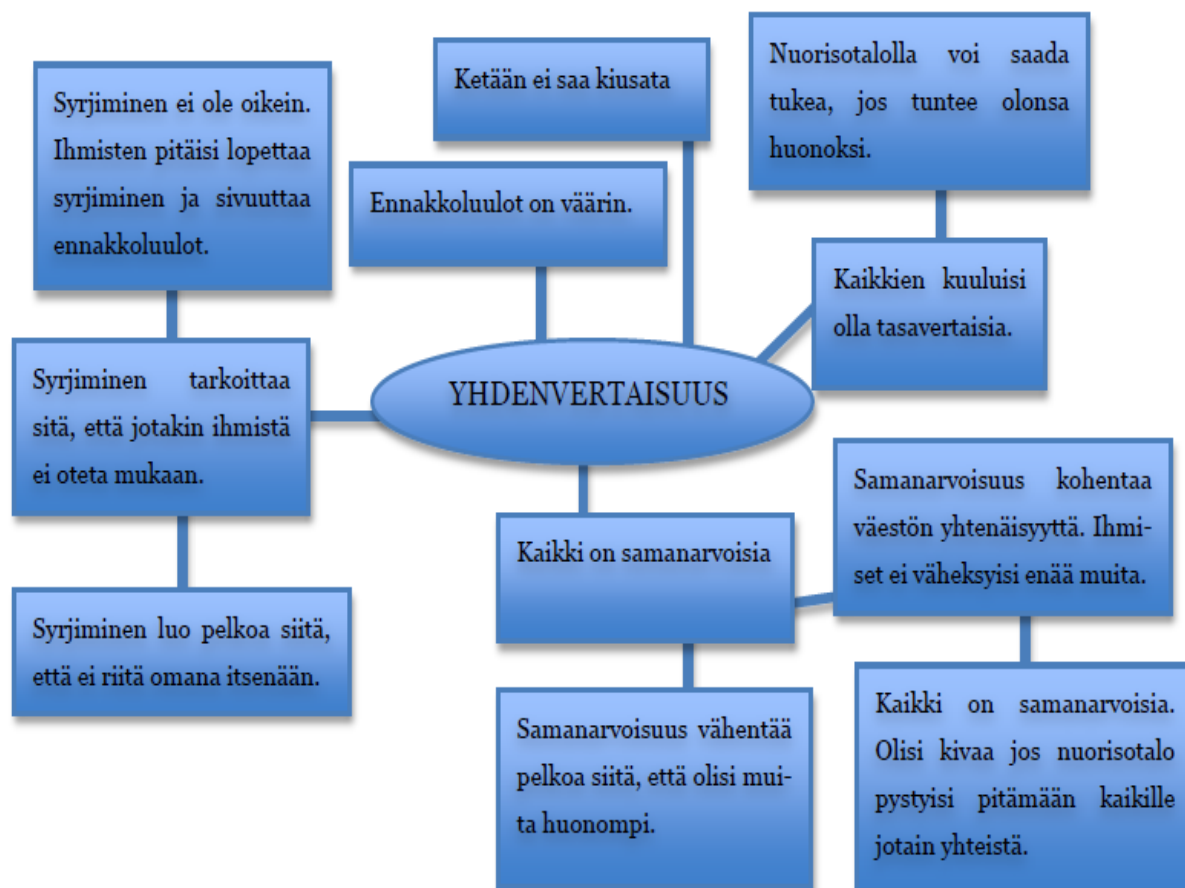 Syrjiminen ei ole oikein.
Ihmisten pitäisi lopettaa
syrjiminen ja sivuuttaa
ennakkoluulot.
Ketään ei saa kiusata
Nuorisotalolla voi saada
tukea, jos tuntee olonsa
huonoksi.
Ennakkoluulot on väärin.
Kaikkien kuuluisi
olla tasavertaisia.
Syrjiminen tarkoittaa
sitä, että jotakin ihmistä
ei oteta mukaan.
YHDENVERTAISUUS
Syrjiminen luo pelkoa siitä,
että ei riitä omana itsenään.
Kaikki on samanarvoisia
Samanarvoisuus kohentaa
väestön yhtenäisyyttä. Ihmi-
set ei väheksyisi enää muita.
Samanarvoisuus vähentää
pelkoa siitä, että olisi mui-
ta huonompi.
Kaikki on samanarvoisia.
Olisi kivaa jos nuorisotalo
pystyisi pitämään kaikille
jotain yhteistä.